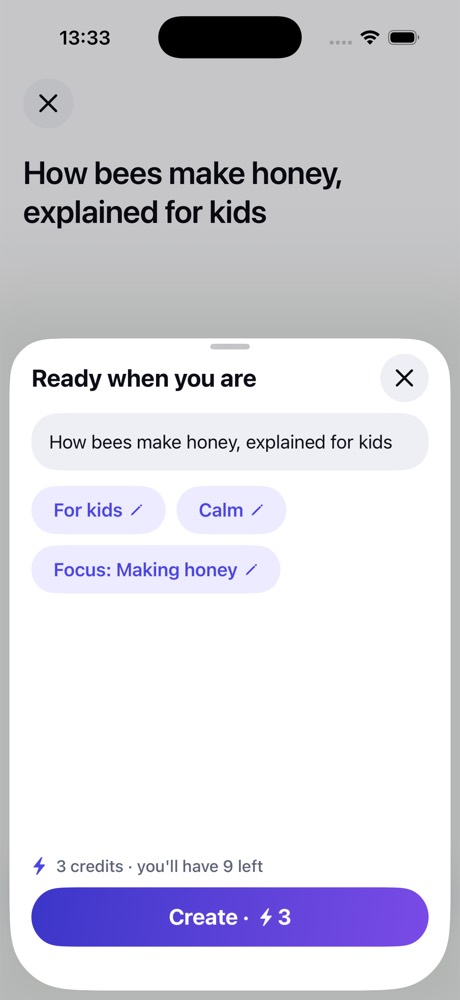 13:33
How bees make honey,
explained for kids
Ready when you are
How bees make honey, explained for kids
For kids
Calm
Focus: Making honey
3 credits · you'll have 9 left
Create · 3